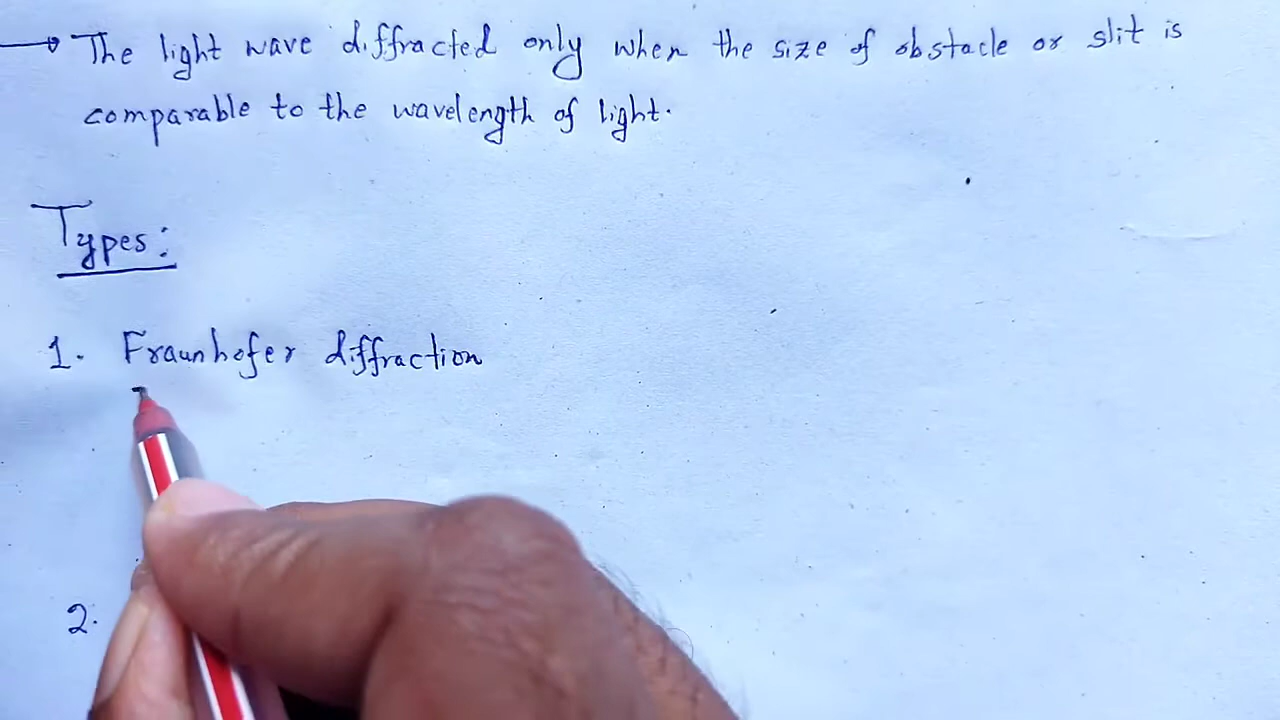 → The light wave diffracted only when the size of obstacle or slit is
comparable to the wavelength of light.
Types:
1. Fraunhofer diffraction
2.